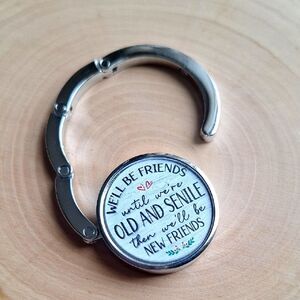 WE'LL BE FRIENDS
until we're
OLD AND SENILE
then we'll be
NEW FRIENDS